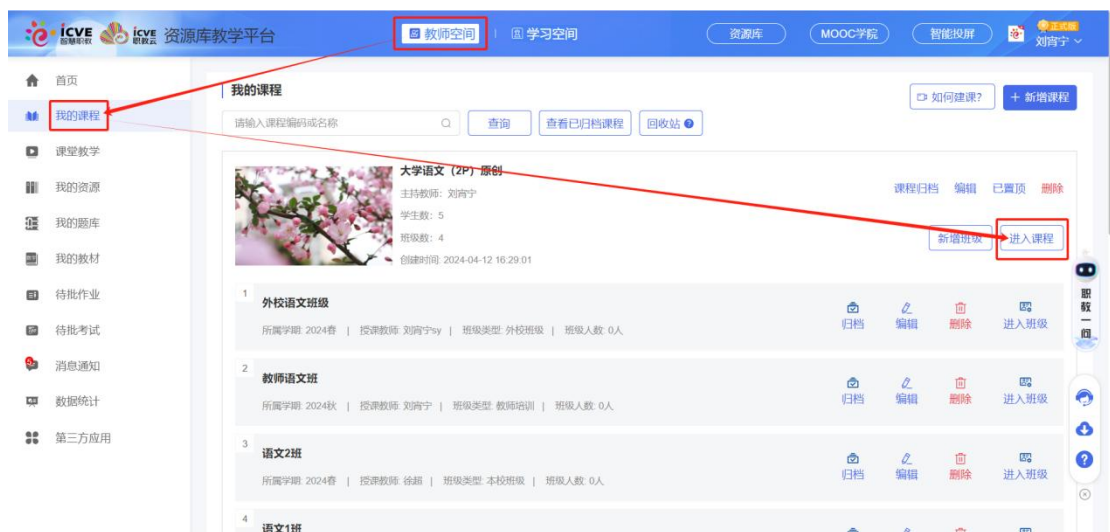 icve 智慧职教 icve 职教云 资源库教学平台
教师空间 | 学习空间
资源库 MOOC学院 智能投屏 正式版 刘宵宁
首页
我的课程
课堂教学
我的资源
我的题库
我的教材
待批作业
待批考试
消息通知
数据统计
第三方应用
我的课程
如何建课? + 新增课程
请输入课程编码或名称 查询 查看已归档课程 回收站
大学语文（2P）原创
主持教师: 刘宵宁
学生数: 5
班级数: 4
创建时间: 2024-04-12 16:29:01
课程归档 编辑 已置顶 删除
新增班级 进入课程
1
外校语文班级
所属学期: 2024春 | 授课教师: 刘宵宁sy | 班级类型: 外校班级 | 班级人数: 0人
归档 编辑 删除 进入班级
2
教师语文班
所属学期: 2024秋 | 授课教师: 刘宵宁 | 班级类型: 教师培训 | 班级人数: 0人
归档 编辑 删除 进入班级
3
语文2班
所属学期: 2024春 | 授课教师: 徐超 | 班级类型: 本校班级 | 班级人数: 0人
归档 编辑 删除 进入班级
4
语文1班
职教一问